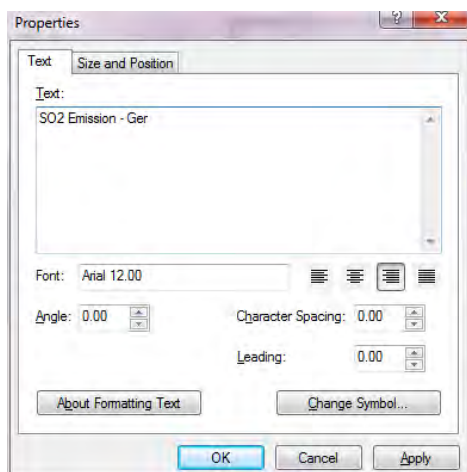 Properties
Text Size and Position
Text:
SO2 Emission - Ger
Font: Arial 12.00
Angle: 0.00 Character Spacing: 0.00
Leading: 0.00
About Formatting Text Change Symbol...
OK Cancel Apply